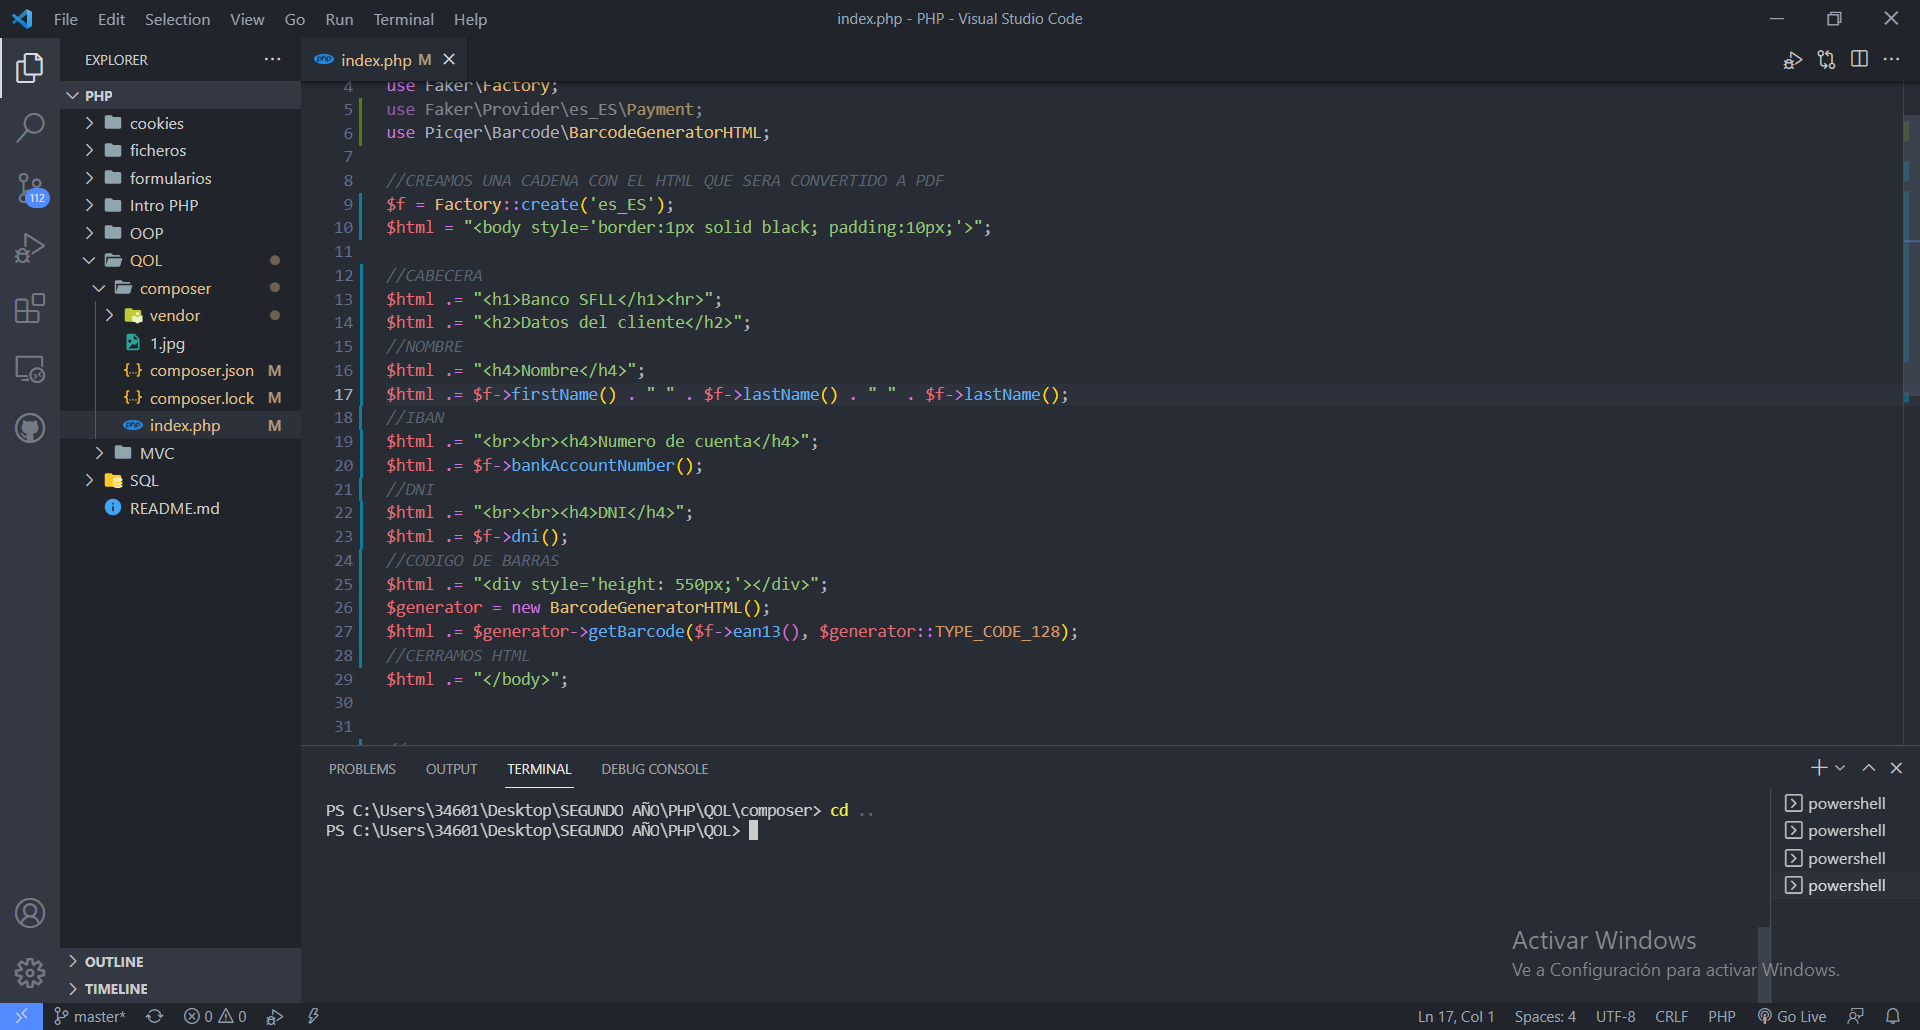 File Edit Selection View Go Run Terminal Help
index.php - PHP - Visual Studio Code
EXPLORER
PHP
cookies
ficheros
formularios
Intro PHP
OOP
QOL
composer
vendor
1.jpg
composer.json M
composer.lock M
index.php M
MVC
SQL
README.md
OUTLINE
TIMELINE
112
index.php M
4 use Faker\Factory;
5 use Faker\Provider\es_ES\Payment;
6 use Picqer\Barcode\BarcodeGeneratorHTML;
7
8 //CREAMOS UNA CADENA CON EL HTML QUE SERA CONVERTIDO A PDF
9 $f = Factory::create('es_ES');
10 $html = "<body style='border:1px solid black; padding:10px;'>";
11
12 //CABECERA
13 $html .= "<h1>Banco SFLL</h1><hr>";
14 $html .= "<h2>Datos del cliente</h2>";
15 //NOMBRE
16 $html .= "<h4>Nombre</h4>";
17 $html .= $f->firstName() . " " . $f->lastName() . " " . $f->lastName();
18 //IBAN
19 $html .= "<br><br><h4>Numero de cuenta</h4>";
20 $html .= $f->bankAccountNumber();
21 //DNI
22 $html .= "<br><br><h4>DNI</h4>";
23 $html .= $f->dni();
24 //CODIGO DE BARRAS
25 $html .= "<div style='height: 550px;'></div>";
26 $generator = new BarcodeGeneratorHTML();
27 $html .= $generator->getBarcode($f->ean13(), $generator::TYPE_CODE_128);
28 //CERRAMOS HTML
29 $html .= "</body>";
30
31
PROBLEMS OUTPUT TERMINAL DEBUG CONSOLE
PS C:\Users\34601\Desktop\SEGUNDO AÑO\PHP\QOL\composer> cd ..
PS C:\Users\34601\Desktop\SEGUNDO AÑO\PHP\QOL>
powershell
powershell
powershell
powershell
Activar Windows
Ve a Configuración para activar Windows.
master* 0 0
Ln 17, Col 1 Spaces: 4 UTF-8 CRLF PHP Go Live